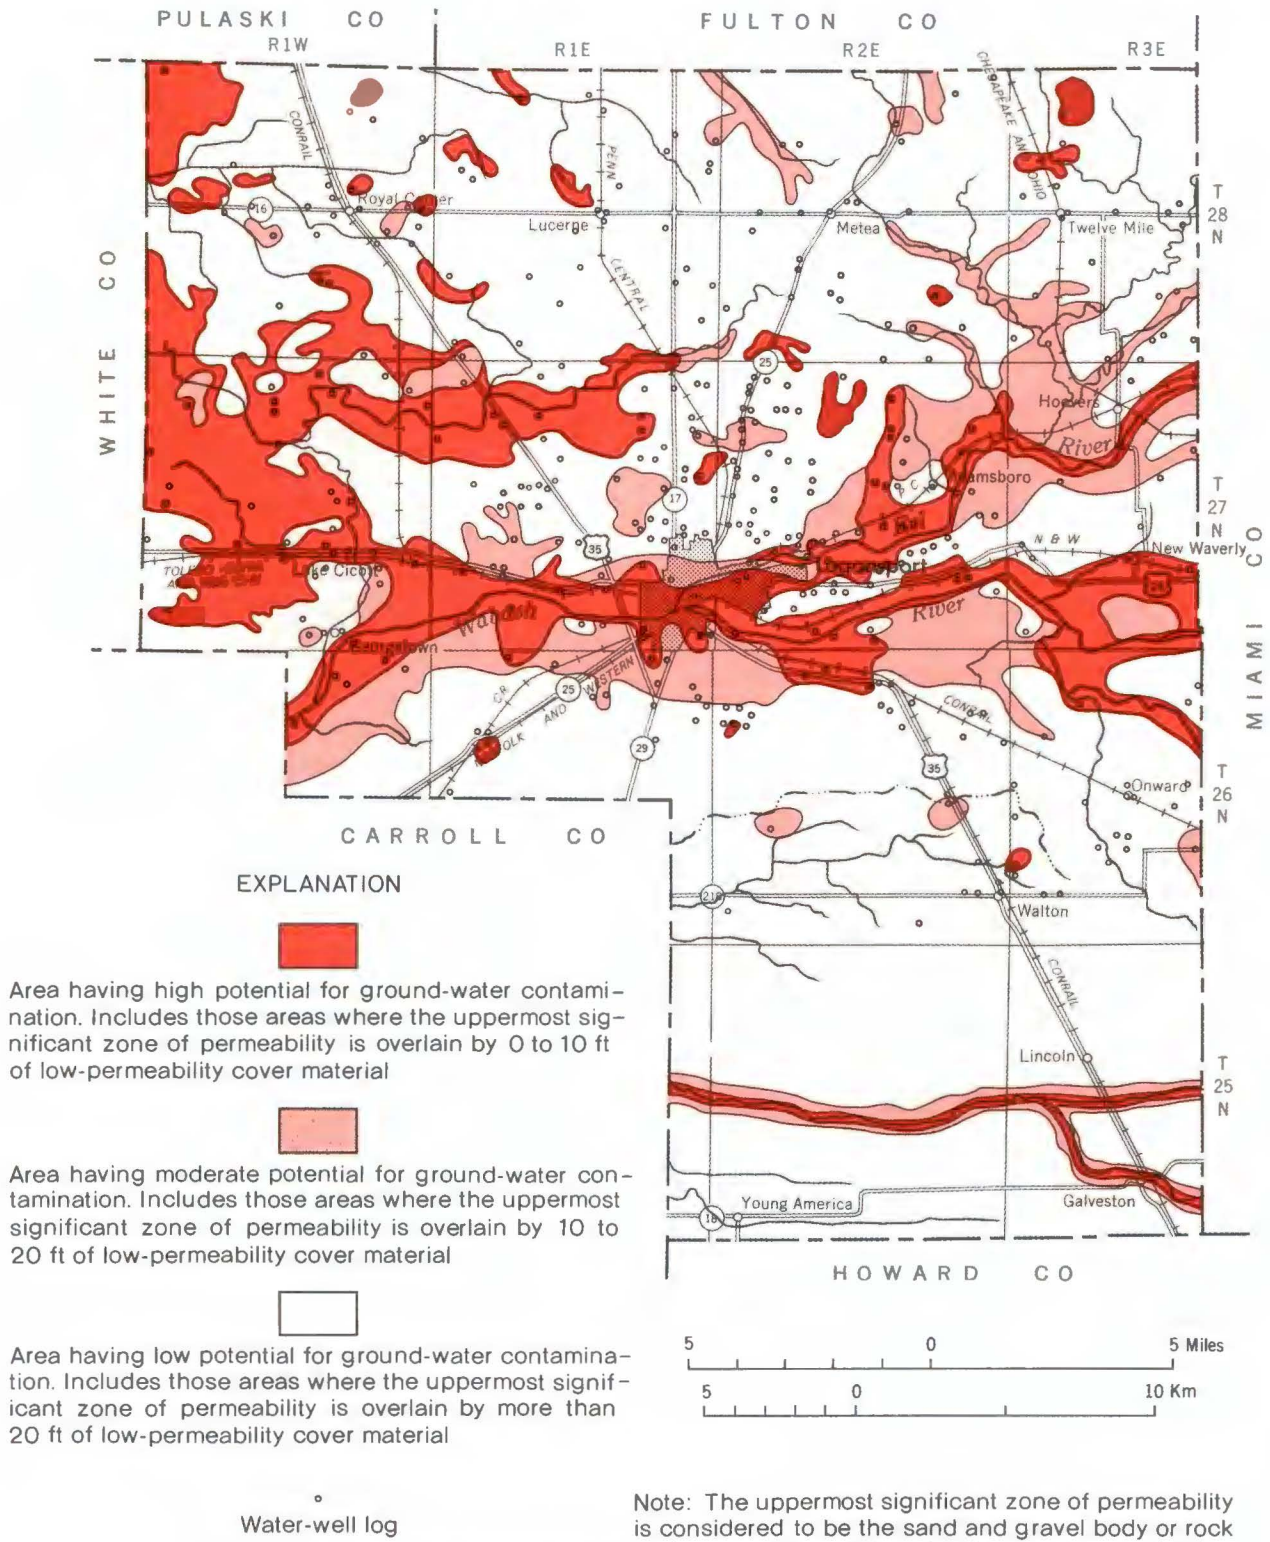 PULASKI CO
FULTON CO
R1W
R1E
R2E
R3E
CONRAIL
PENN
CHESAPEAKE AND OHIO
T
28
N
16
Royal Center
Lucerne
Metea
Twelve Mile
WHITE CO
CENTRAL
25
Hoovers
River
T
27
N
17
Adamsboro
Eel
35
N & W
New Waverly
MIAMI CO
TOLEDO
Lake Cicott
Logansport
24
Wabash
River
Georgetown
25
NORFOLK AND WESTERN
CONRAIL
29
35
T
26
N
Onward
CARROLL CO
EXPLANATION
218
Walton
Area having high potential for ground-water contami-
nation. Includes those areas where the uppermost sig-
nificant zone of permeability is overlain by 0 to 10 ft
of low-permeability cover material
CONRAIL
Lincoln
T
25
N
Area having moderate potential for ground-water con-
tamination. Includes those areas where the uppermost
significant zone of permeability is overlain by 10 to
20 ft of low-permeability cover material
Young America
Galveston
18
HOWARD CO
Area having low potential for ground-water contamina-
tion. Includes those areas where the uppermost signif-
icant zone of permeability is overlain by more than
20 ft of low-permeability cover material
5 0 5 Miles
5 0 10 Km
Water-well log
Note: The uppermost significant zone of permeability
is considered to be the sand and gravel body or rock